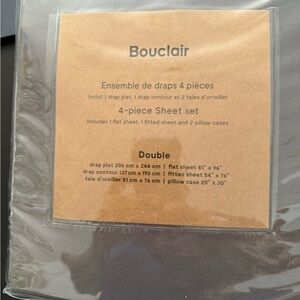 Bouclair
Ensemble de draps 4 pièces
Inclut 1 drap plat, 1 drap contour et 2 taies d'oreiller
4-piece Sheet set
Includes 1 flat sheet, 1 fitted sheet and 2 pillow cases
Double
drap plat 206 cm x 244 cm | flat sheet 81" x 96"
drap contour 137 cm x 193 cm | fitted sheet 54" x 76"
taie d'oreiller 51 cm x 76 cm | pillow case 20" x 30"